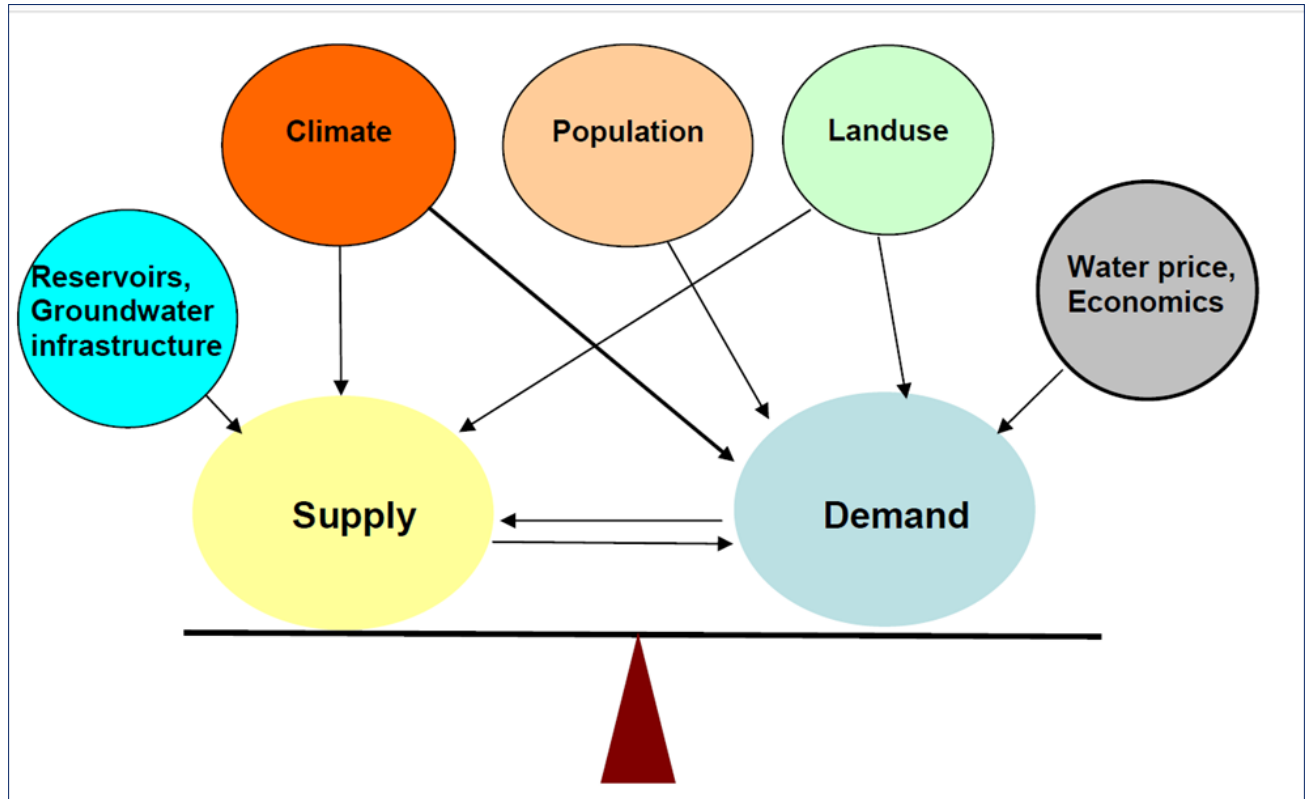 Climate
Population
Landuse
Reservoirs,
Groundwater
infrastructure
Water price,
Economics
Supply
Demand